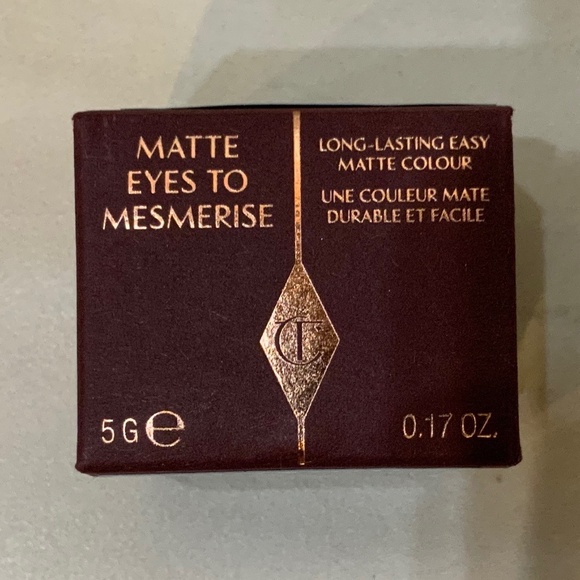 MATTE
EYES TO
MESMERISE
LONG-LASTING EASY
MATTE COLOUR
UNE COULEUR MATE
DURABLE ET FACILE
CT
5G℮
0.17 OZ.